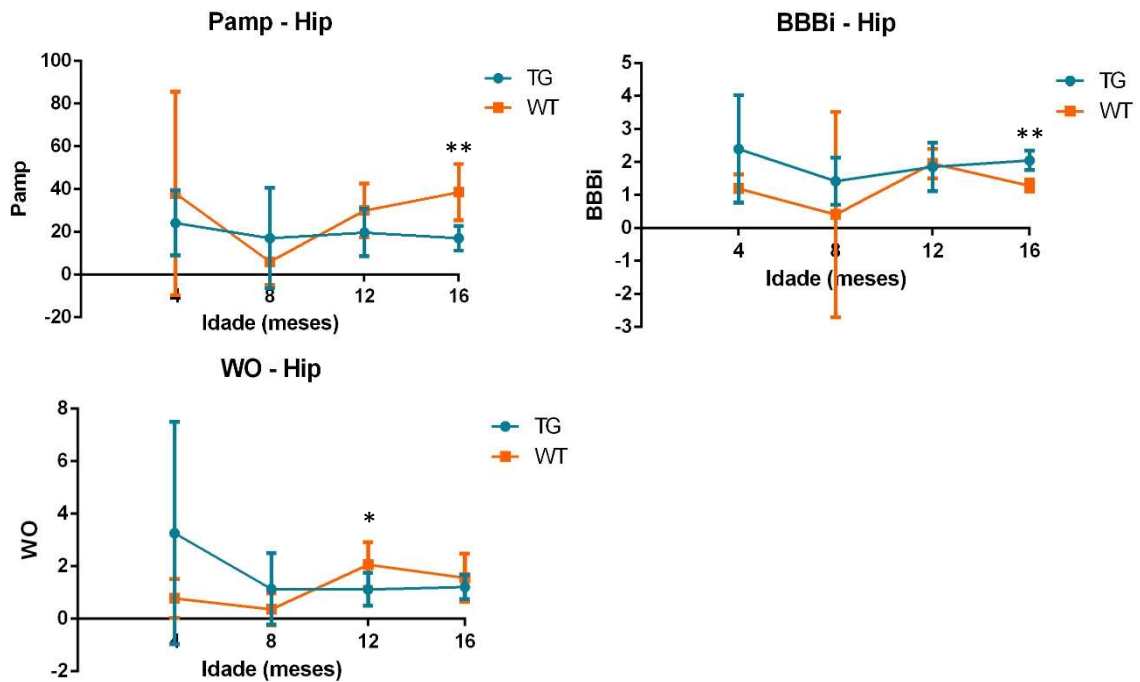 Pamp - Hip
100
80
60
40
20
0
-20
Pamp
4
8
12
16
Idade (meses)
TG
WT
**
BBBi - Hip
5
4
3
2
1
0
-1
-2
-3
BBBi
4
8
12
16
Idade (meses)
TG
WT
**
WO - Hip
8
6
4
2
0
-2
WO
4
8
12
16
Idade (meses)
TG
WT
*